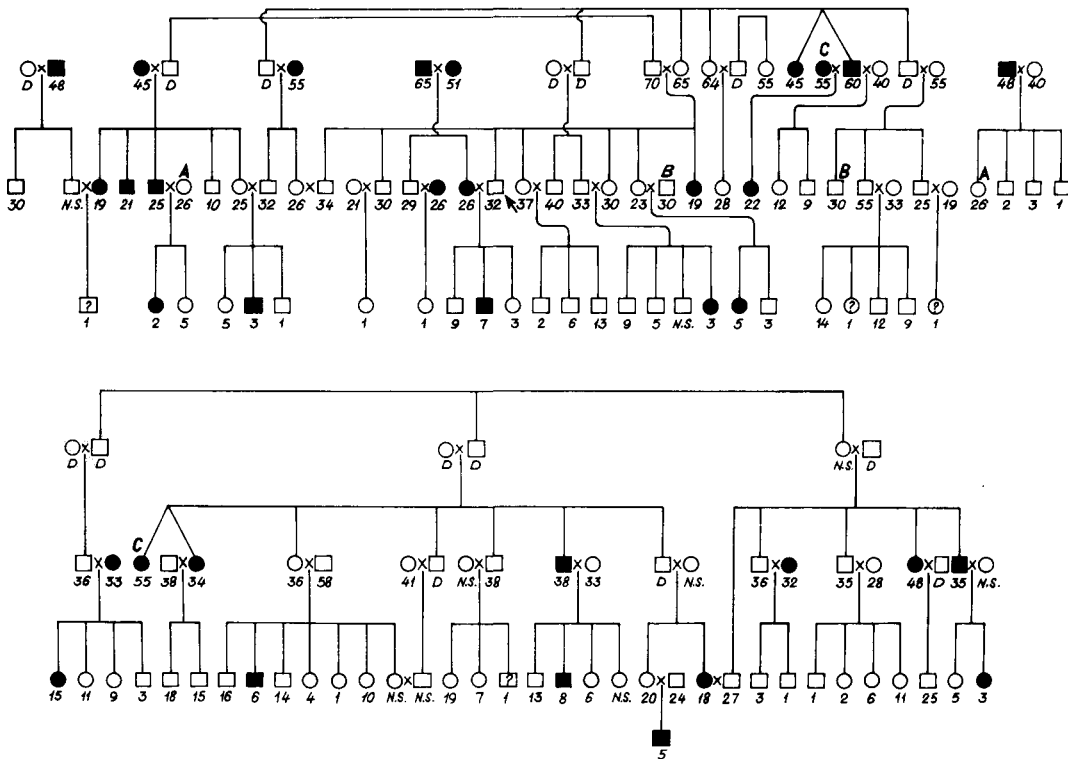 C
D 48 45 D D 55 65 51 D D 70 65 64 D 55 45 55 60 40 D 55 48 40
A B B A
30 N.S. 19 21 25 26 10 25 32 26 34 21 30 29 26 26 32 37 40 33 30 23 30 19 28 22 12 9 30 55 33 25 19 26 2 3 1
? ? ?
1 2 5 5 3 1 1 1 9 7 3 2 6 13 9 5 N.S. 3 5 3 14 1 12 9 1
D D D D N.S. D
C
36 33 55 38 34 36 58 41 D N.S. 38 38 33 D N.S. 36 32 35 28 46 D 35 N.S.
?
15 11 9 3 18 15 16 6 14 4 1 10 N.S. N.S. 19 7 1 13 8 6 N.S. 20 24 18 27 3 1 1 2 6 11 25 5 3
5